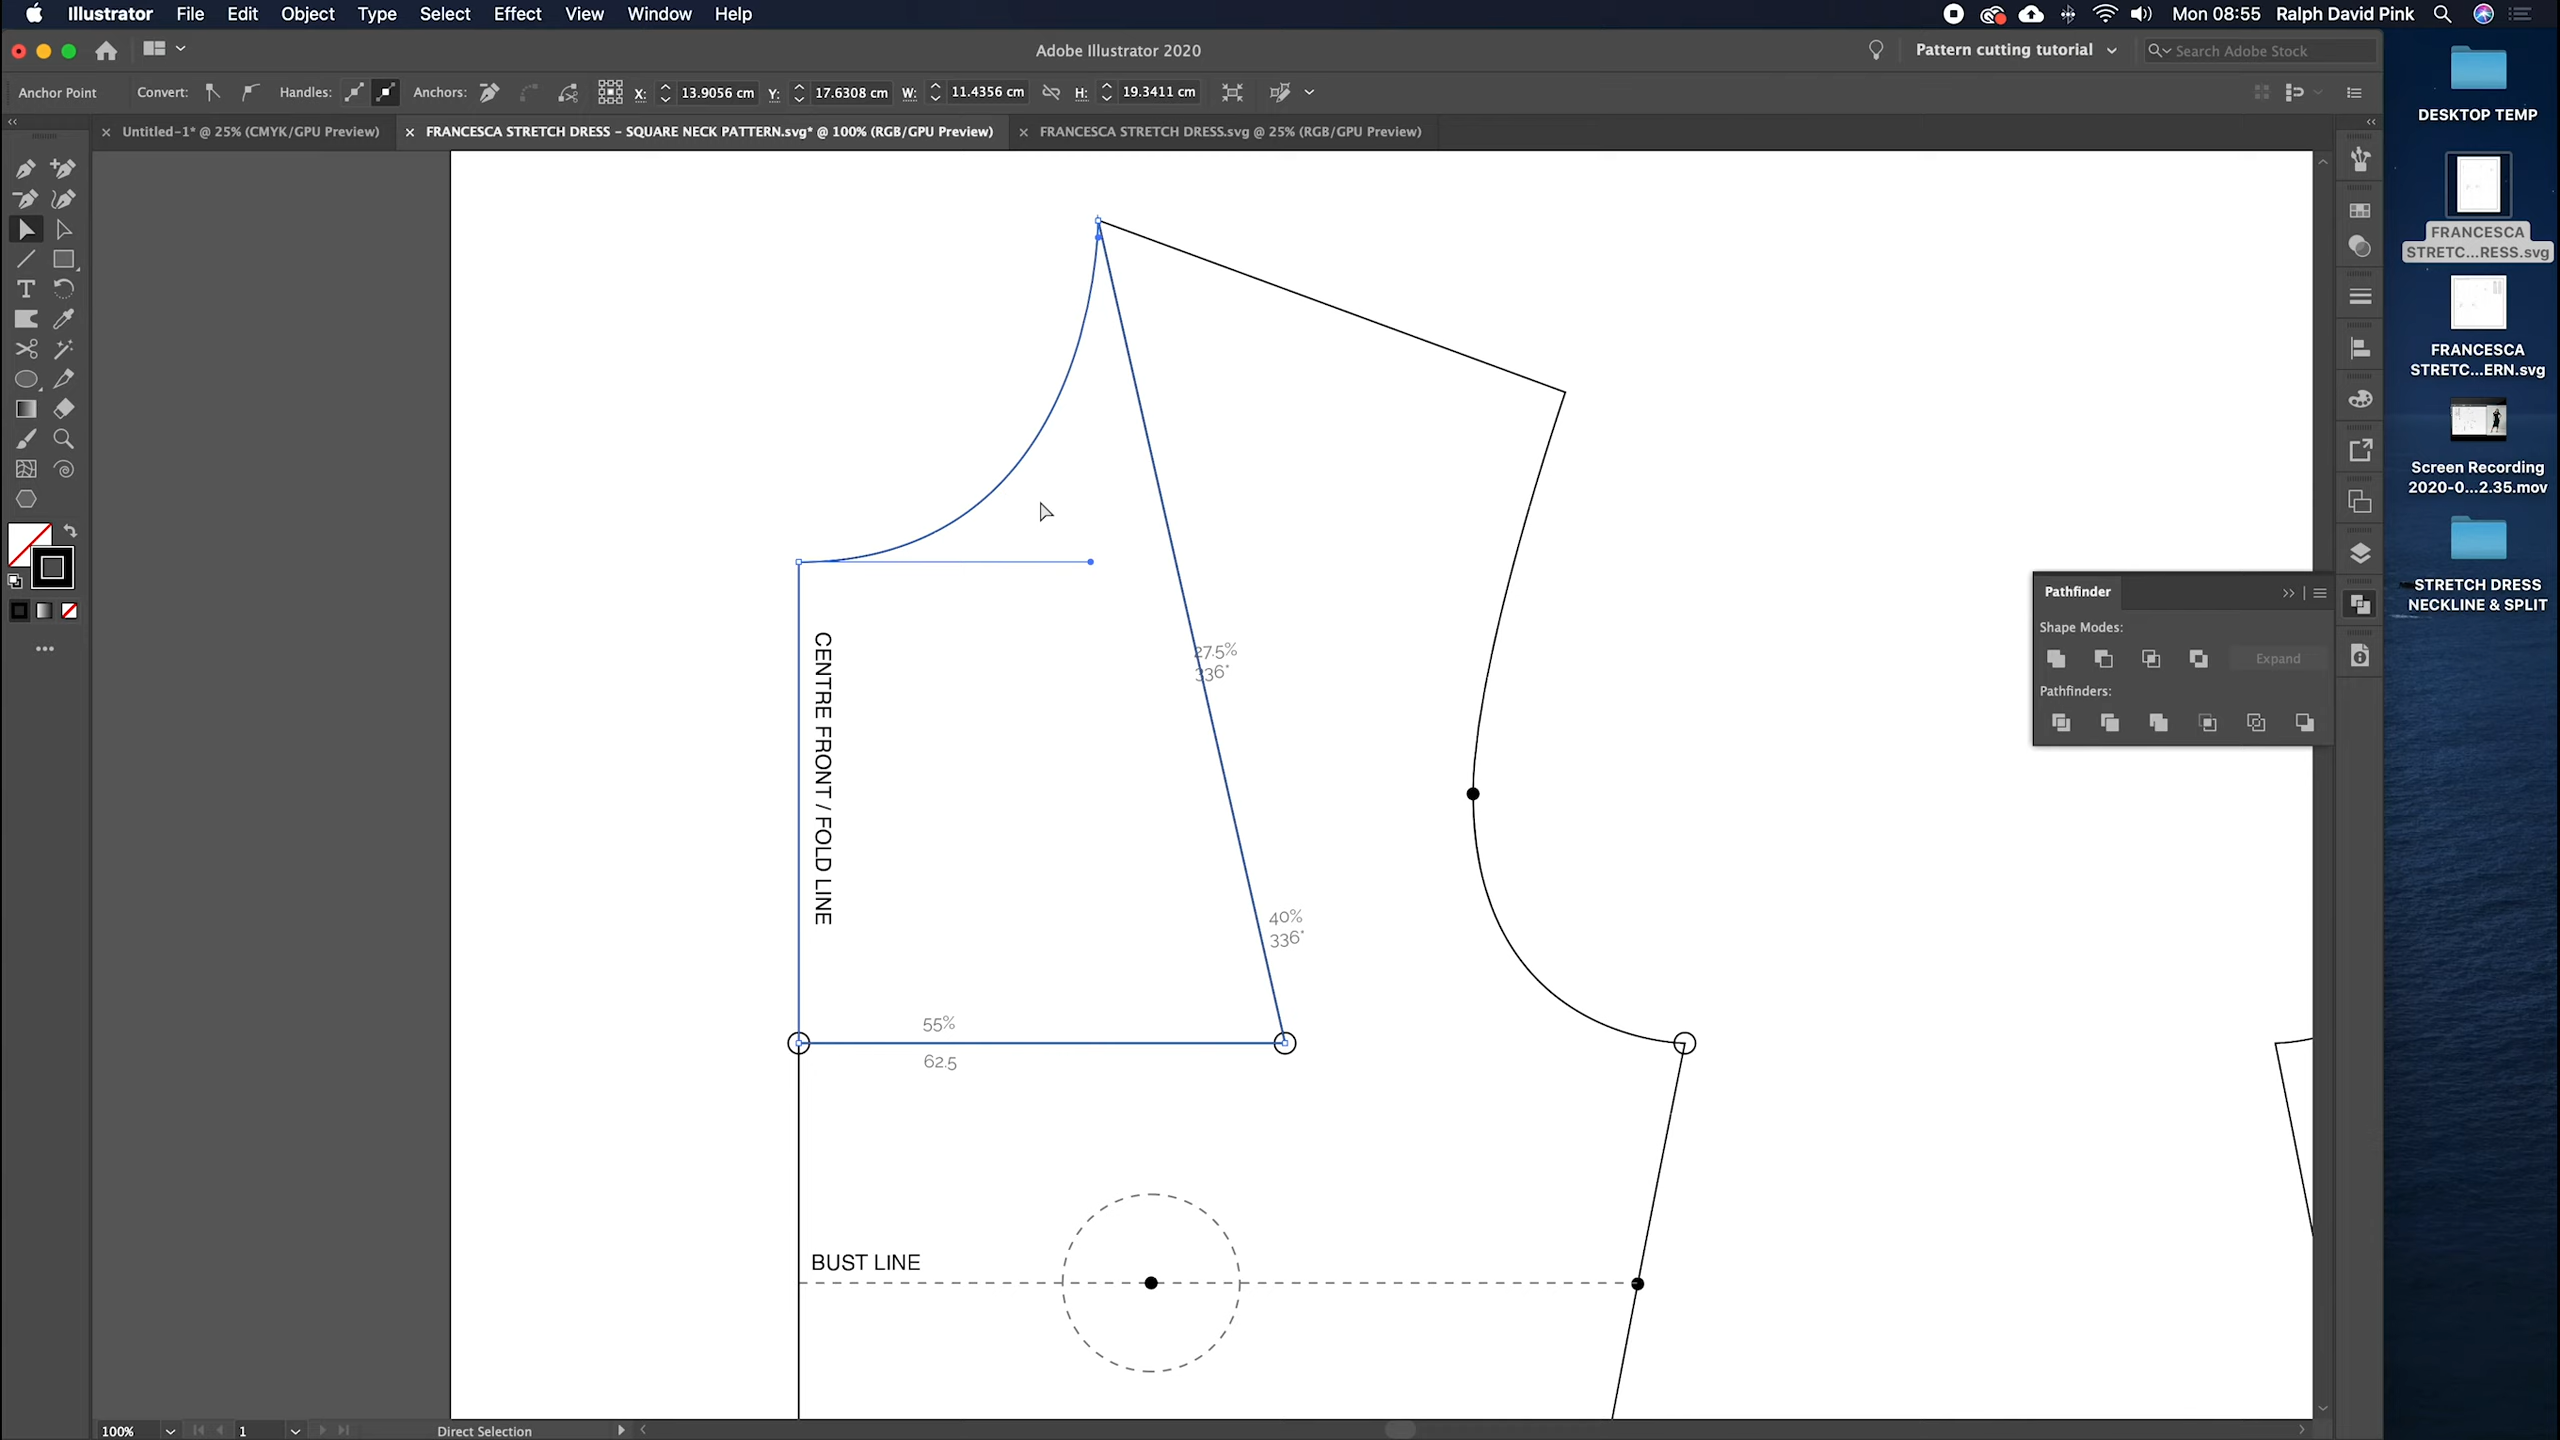 Illustrator File Edit Object Type Select Effect View Window Help
Mon 08:55 Ralph David Pink
Adobe Illustrator 2020
Pattern cutting tutorial
Search Adobe Stock
Anchor Point Convert: Handles: Anchors: X: 13.9056 cm Y: 17.6308 cm W: 11.4356 cm H: 19.3411 cm
Untitled-1* @ 25% (CMYK/GPU Preview)
FRANCESCA STRETCH DRESS – SQUARE NECK PATTERN.svg* @ 100% (RGB/GPU Preview)
FRANCESCA STRETCH DRESS.svg @ 25% (RGB/GPU Preview)
DESKTOP TEMP
FRANCESCA
STRETC...RESS.svg
FRANCESCA
STRETC...ERN.svg
Screen Recording
2020-0...2.35.mov
STRETCH DRESS
NECKLINE & SPLIT
Pathfinder
Shape Modes:
Expand
Pathfinders:
CENTRE FRONT / FOLD LINE
27.5%
336°
40%
336°
55%
62.5
BUST LINE
100%
1
Direct Selection